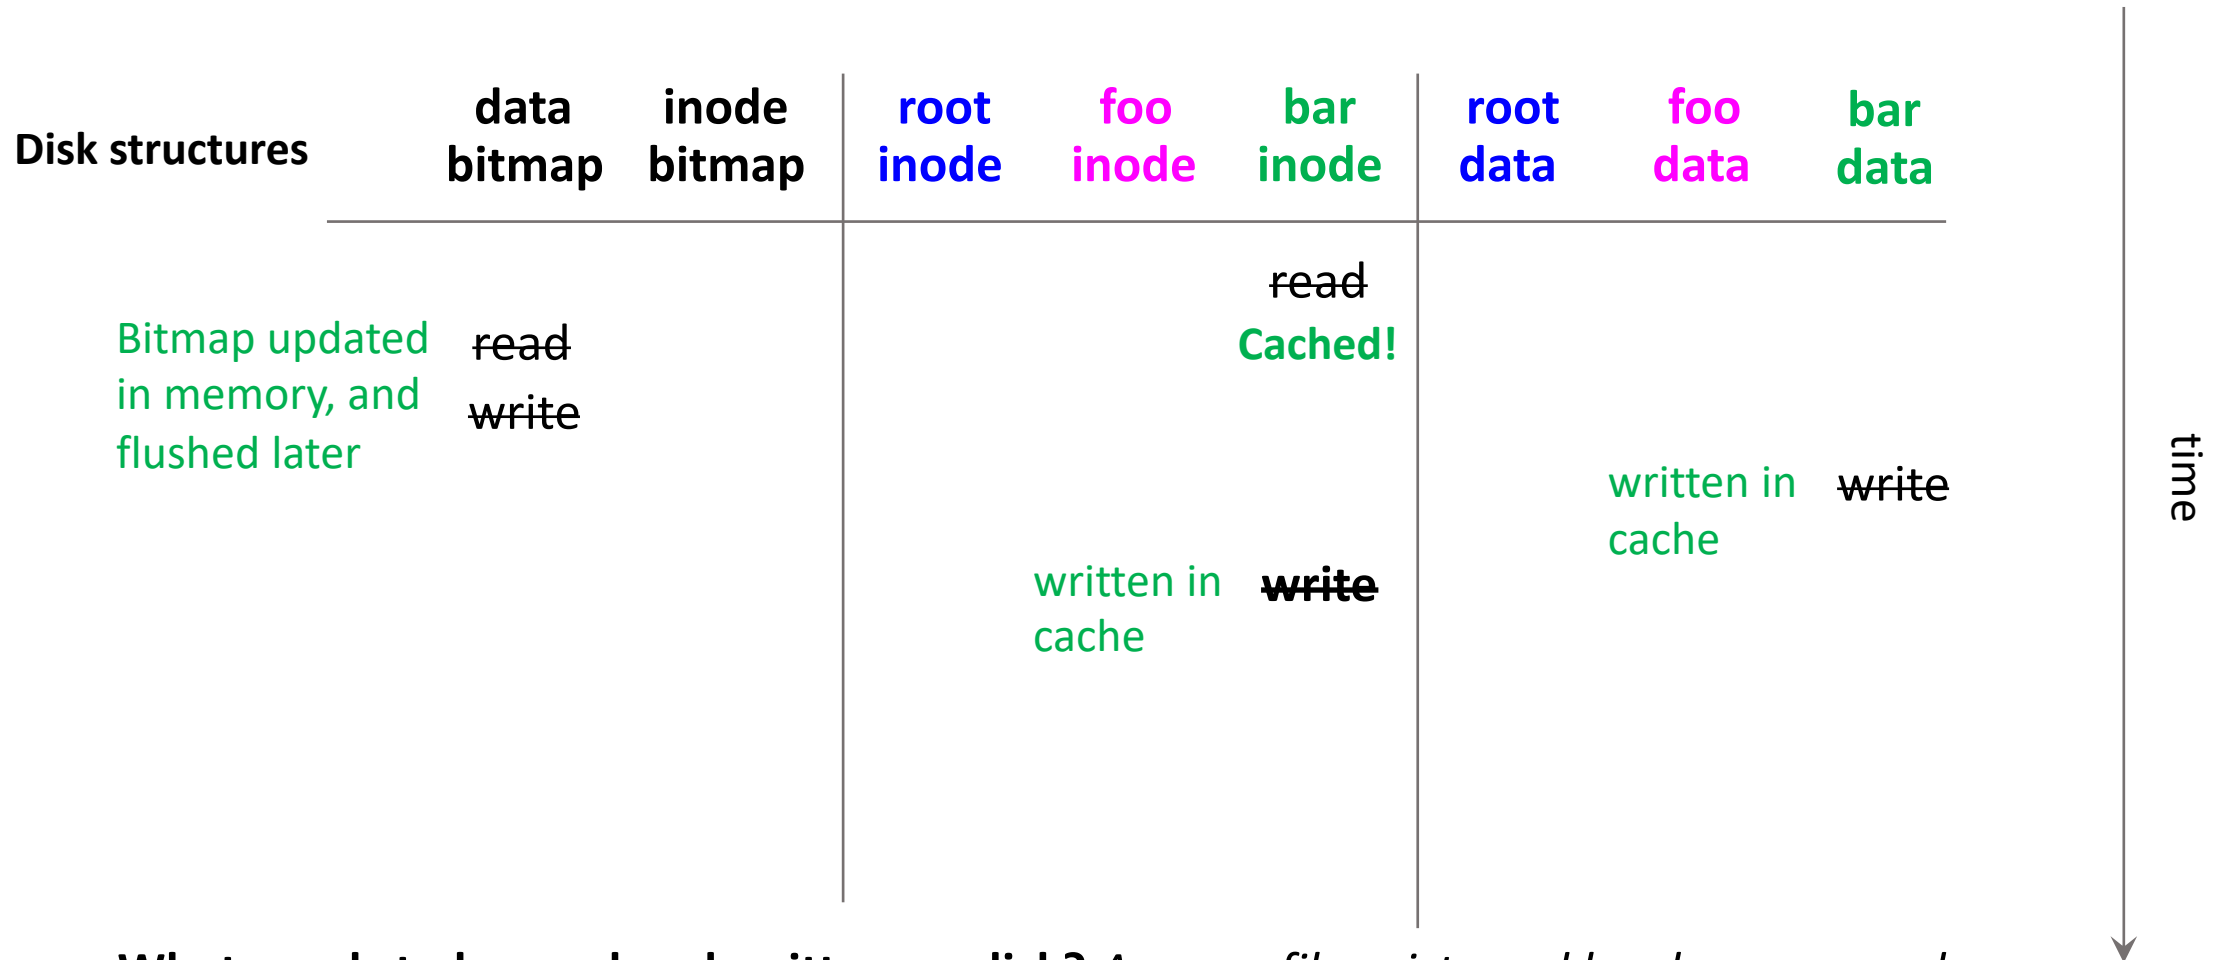 Disk structures
data bitmap
inode bitmap
root inode
foo inode
bar inode
root data
foo data
bar data
read
Cached!
Bitmap updated
in memory, and
flushed later
read
write
written in
cache
write
written in
cache
write
time